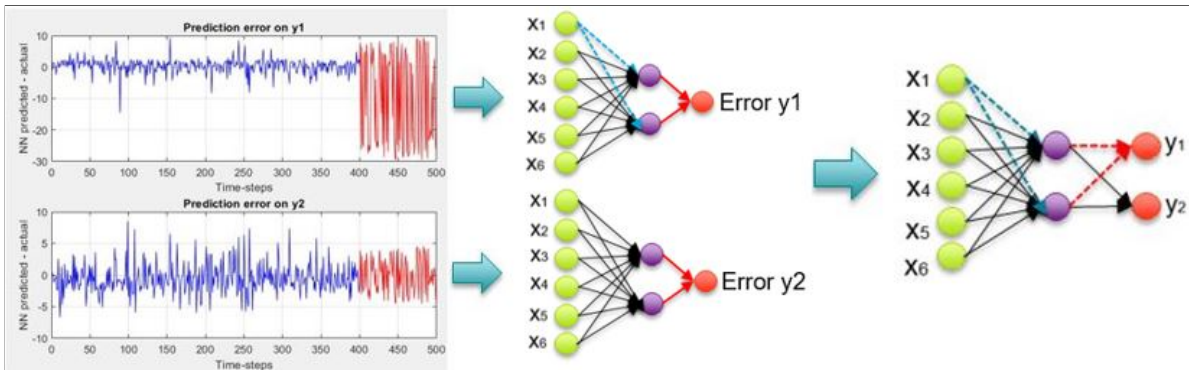 Prediction error on y1
NN predicted - actual
10
0
-10
-20
-30
0 50 100 150 200 250 300 350 400 450 500
Time-steps
Prediction error on y2
NN predicted - actual
10
5
0
-5
-10
0 50 100 150 200 250 300 350 400 450 500
Time-steps
X1
X2
X3
X4
X5
X6
Error y1
X1
X2
X3
X4
X5
X6
Error y2
X1
X2
X3
X4
X5
X6
y1
y2